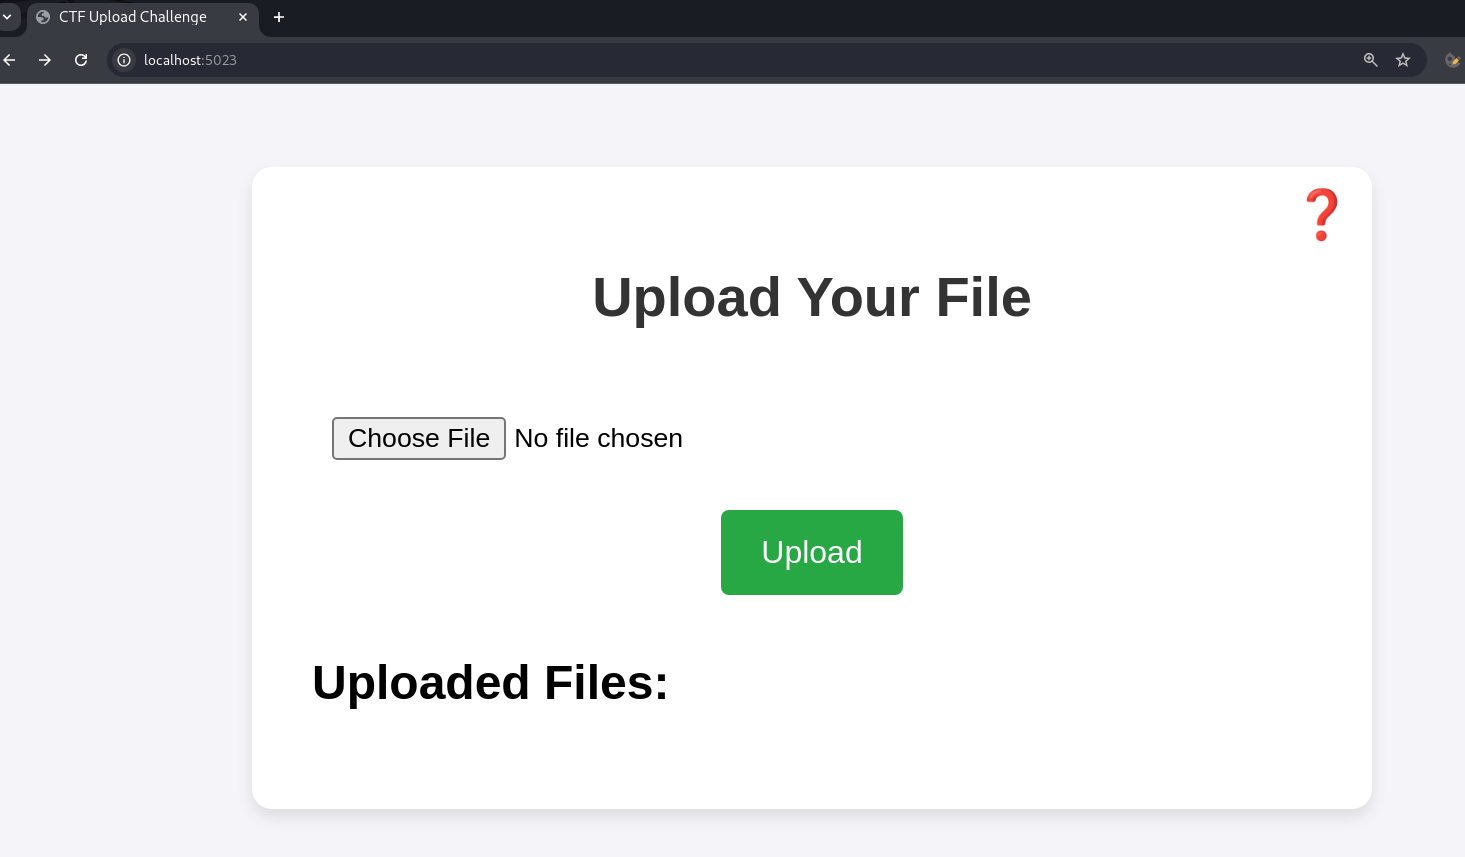 CTF Upload Challenge
localhost:5023
❓
Upload Your File
Choose File No file chosen
Upload
Uploaded Files: